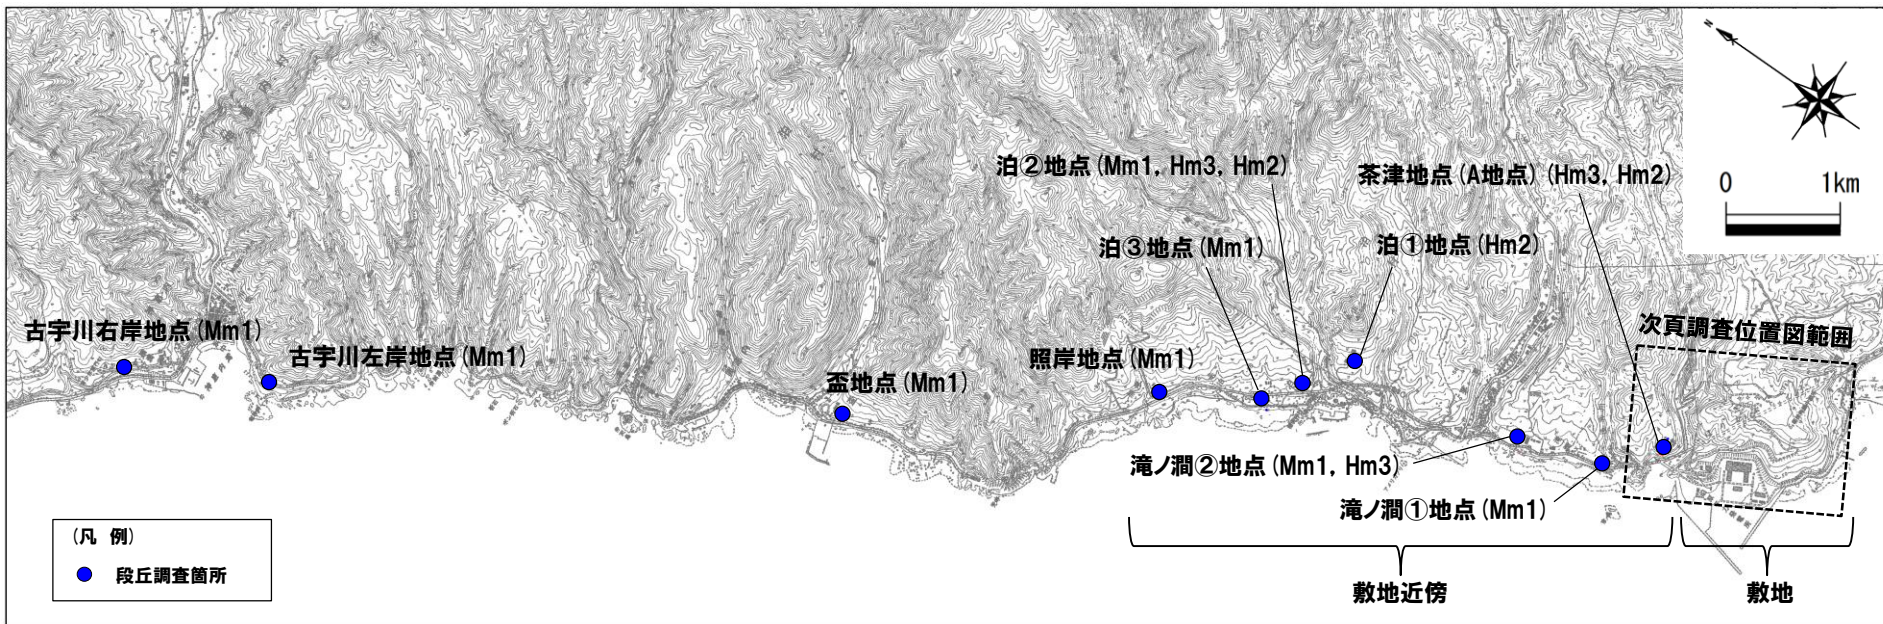 N
0 1km
泊②地点(Mm1, Hm3, Hm2)
茶津地点(A地点)(Hm3, Hm2)
泊③地点(Mm1)
泊①地点(Hm2)
次頁調査位置図範囲
古宇川右岸地点(Mm1)
古宇川左岸地点(Mm1)
盃地点(Mm1)
照岸地点(Mm1)
滝ノ澗②地点(Mm1, Hm3)
滝ノ澗①地点(Mm1)
(凡 例)
段丘調査箇所
敷地近傍
敷地